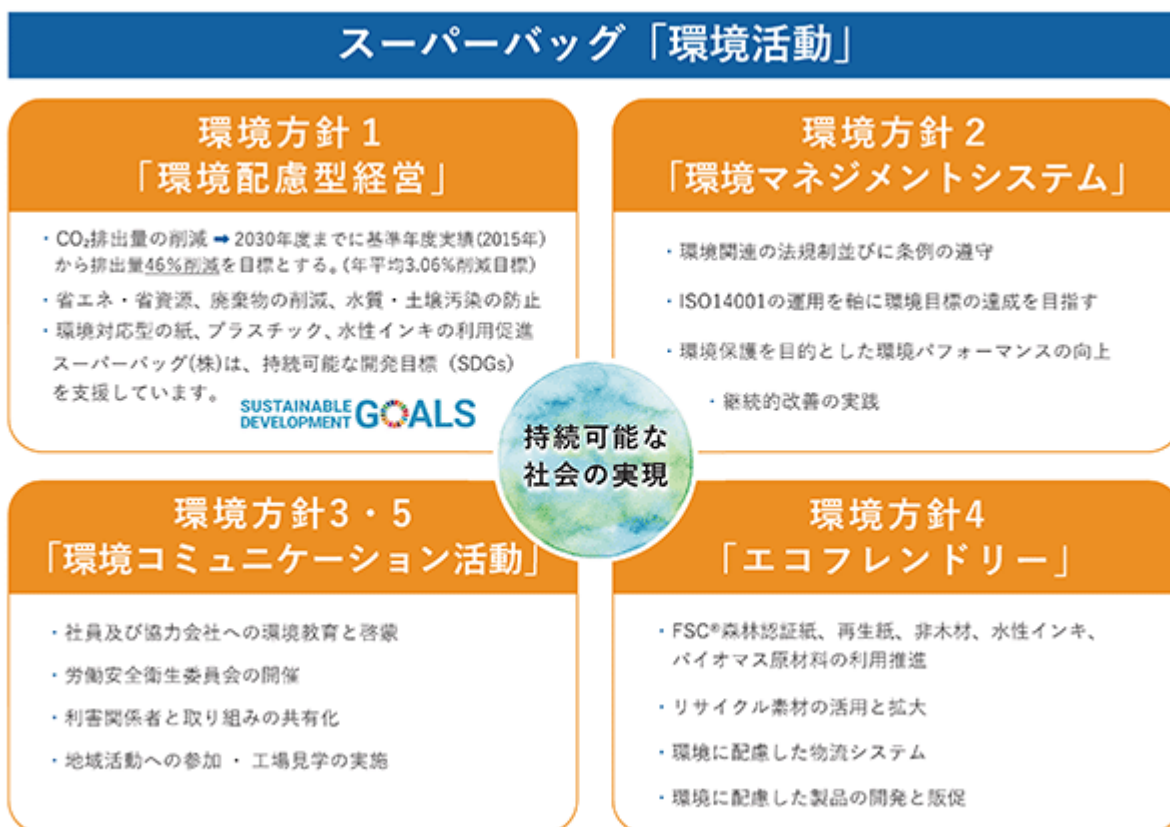 スーパーバッグ「環境活動」
環境方針 1
「環境配慮型経営」
・CO₂排出量の削減 ➡ 2030年度までに基準年度実績(2015年)
から排出量46%削減を目標とする。(年平均3.06%削減目標)
・省エネ・省資源、廃棄物の削減、水質・土壌汚染の防止
・環境対応型の紙、プラスチック、水性インキの利用促進
スーパーバッグ(株)は、持続可能な開発目標（SDGs)
を支援しています。
SUSTAINABLE
DEVELOPMENT GOALS
環境方針 2
「環境マネジメントシステム」
・環境関連の法規制並びに条例の遵守
・ISO14001の運用を軸に環境目標の達成を目指す
・環境保護を目的とした環境パフォーマンスの向上
・継続的改善の実践
持続可能な
社会の実現
環境方針3・5
「環境コミュニケーション活動」
・社員及び協力会社への環境教育と啓蒙
・労働安全衛生委員会の開催
・利害関係者と取り組みの共有化
・地域活動への参加 ・ 工場見学の実施
環境方針4
「エコフレンドリー」
・FSC®森林認証紙、再生紙、非木材、水性インキ、
バイオマス原材料の利用推進
・リサイクル素材の活用と拡大
・環境に配慮した物流システム
・環境に配慮した製品の開発と販促